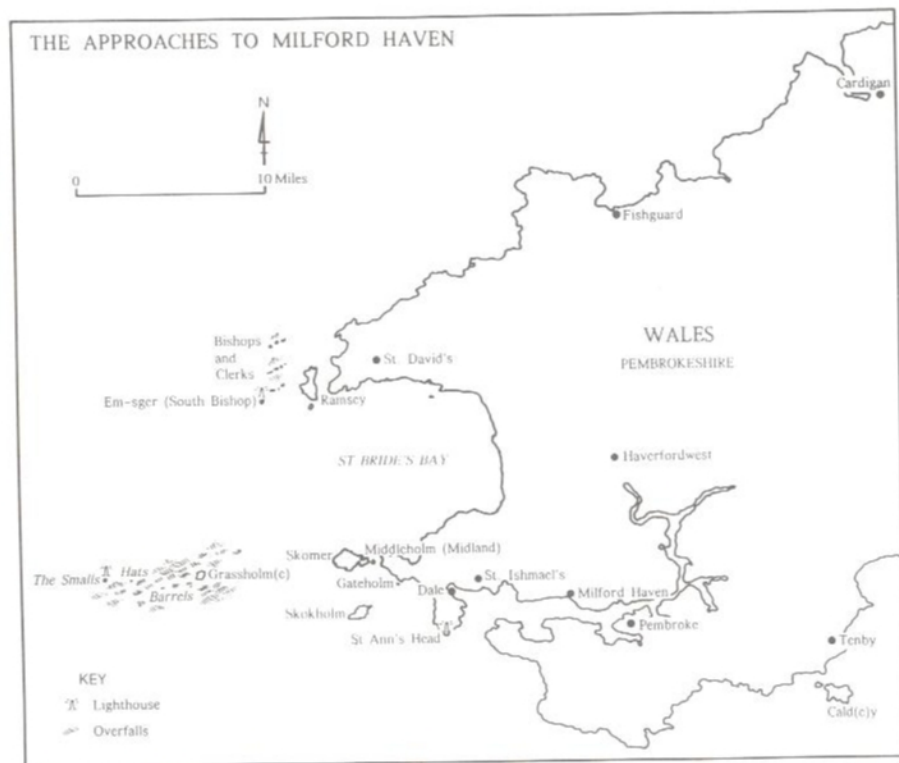 THE APPROACHES TO MILFORD HAVEN
Cardigan
N
0 10 Miles
Fishguard
WALES
PEMBROKESHIRE
Bishops
and
Clerks
St. David's
Em-sger (South Bishop)
Ramsey
ST BRIDE'S BAY
Haverfordwest
Skomer
Middleholm (Midland)
The Smalls
Hats
Grassholm(c)
Barrels
Gateholm
St. Ishmael's
Dale
Milford Haven
Skokholm
St Ann's Head
Pembroke
Tenby
Cald(c)y
KEY
Lighthouse
Overfalls